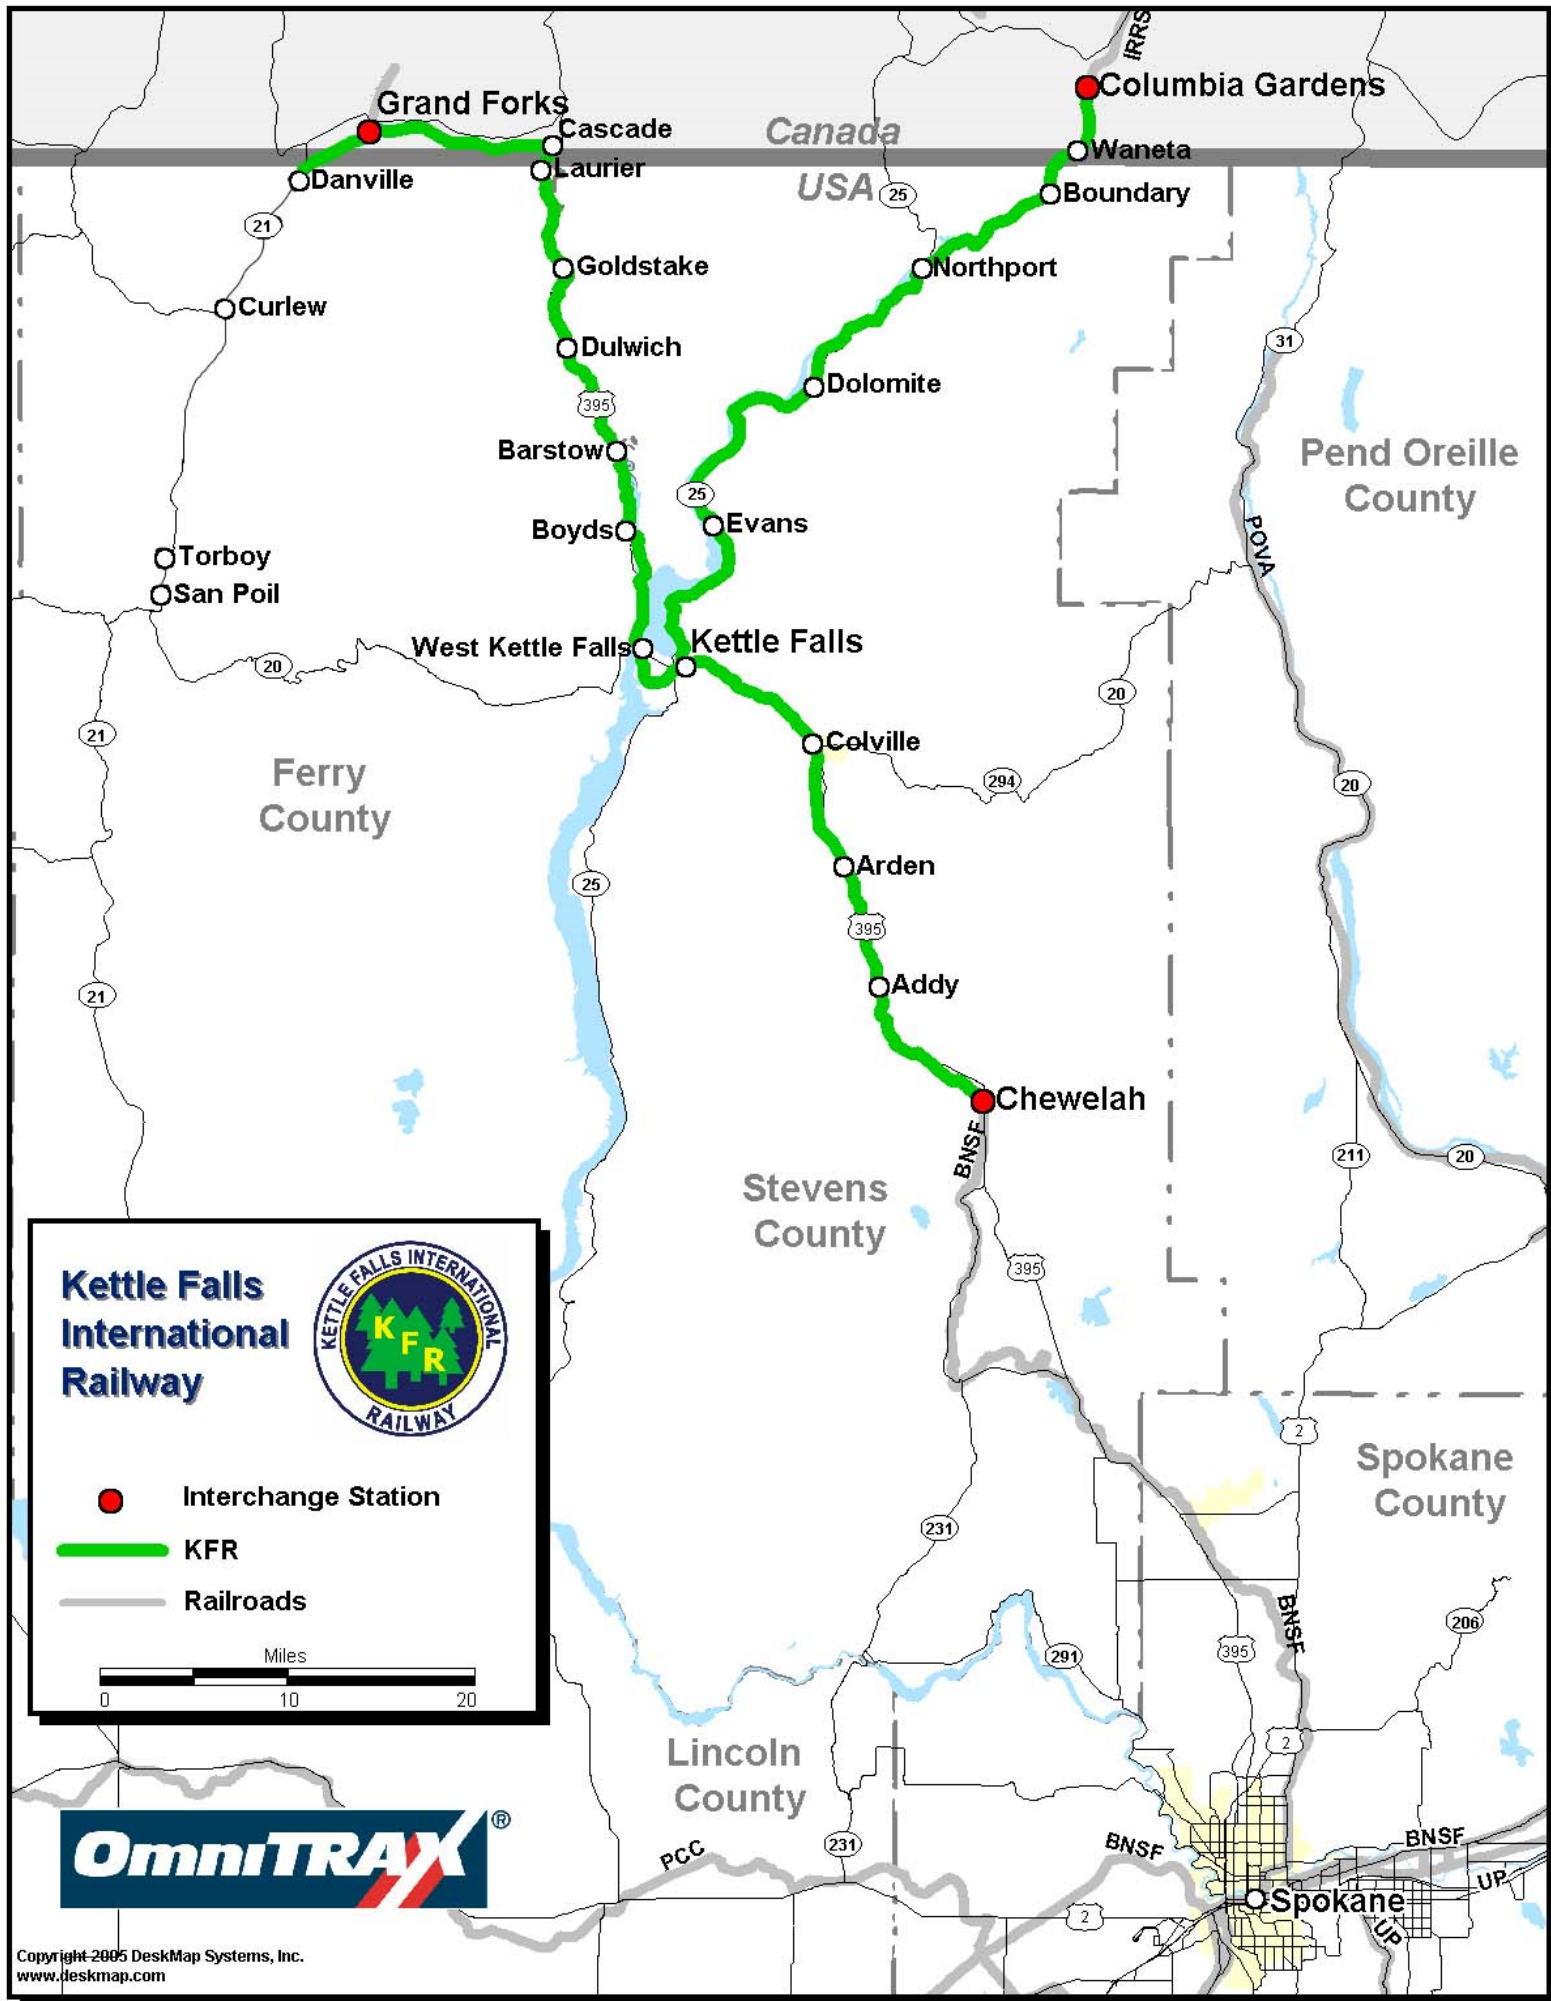 IRRS
Columbia Gardens
Grand Forks
Cascade
Canada
Waneta
Laurier
Danville
USA
25
Boundary
21
Goldstake
Northport
Curlew
31
Dulwich
Dolomite
395
Barstow
Pend Oreille
County
25
Evans
Boyds
POVA
Torboy
San Poil
West Kettle Falls
Kettle Falls
20
20
21
Colville
Ferry
County
294
20
Arden
25
395
21
Addy
Chewelah
BNSF
211
20
Stevens
County
395
Kettle Falls
International
Railway
KETTLE FALLS INTERNATIONAL
K F R
RAILWAY
2
Spokane
County
Interchange Station
231
KFR
Railroads
BNSF
206
395
291
Miles
0 10 20
2
Lincoln
County
OmniTRAX®
231
PCC
BNSF
BNSF
UP
Spokane
2
UP
Copyright 2005 DeskMap Systems, Inc.
www.deskmap.com